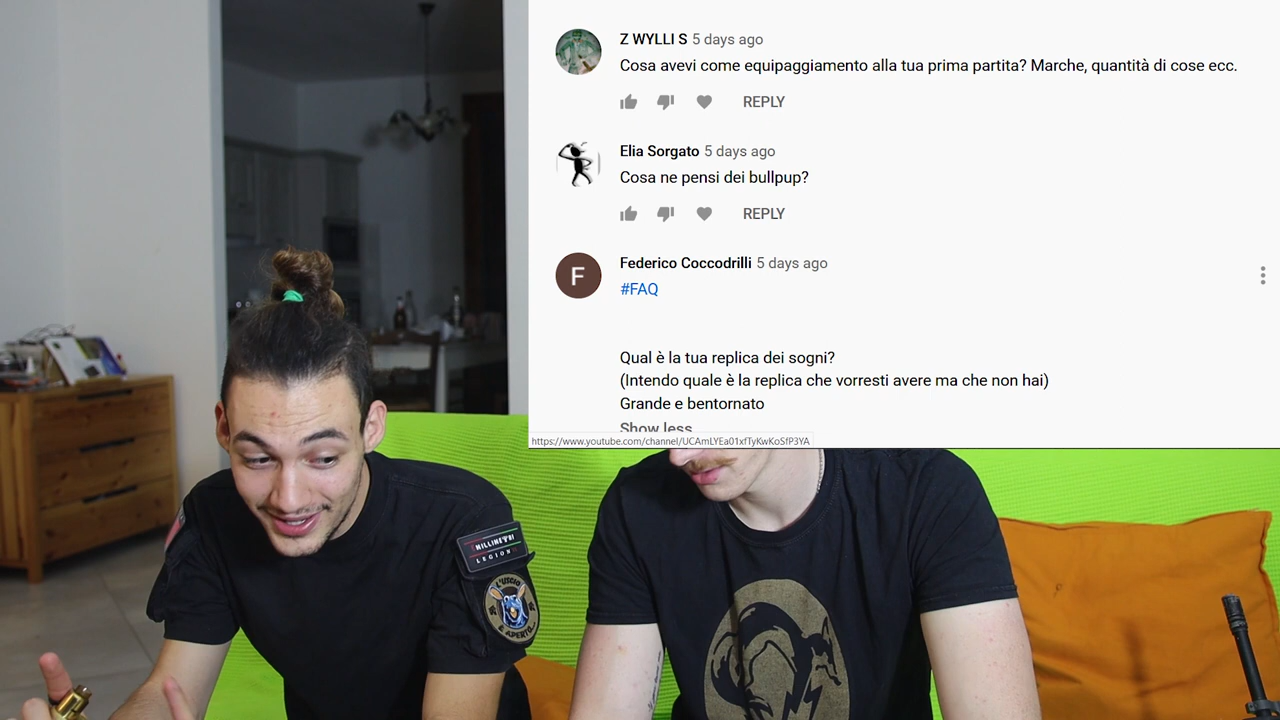 Z WYLLI S 5 days ago
Cosa avevi come equipaggiamento alla tua prima partita? Marche, quantità di cose ecc.
REPLY
Elia Sorgato 5 days ago
Cosa ne pensi dei bullpup?
REPLY
F
Federico Coccodrilli 5 days ago
#FAQ
Qual è la tua replica dei sogni?
(Intendo quale è la replica che vorresti avere ma che non hai)
Grande e bentornato
Show less
https://www.youtube.com/channel/UCAmLYEa01xfTyKwKoSfP3YA
LEGION
L'USCIO
È APERTO...